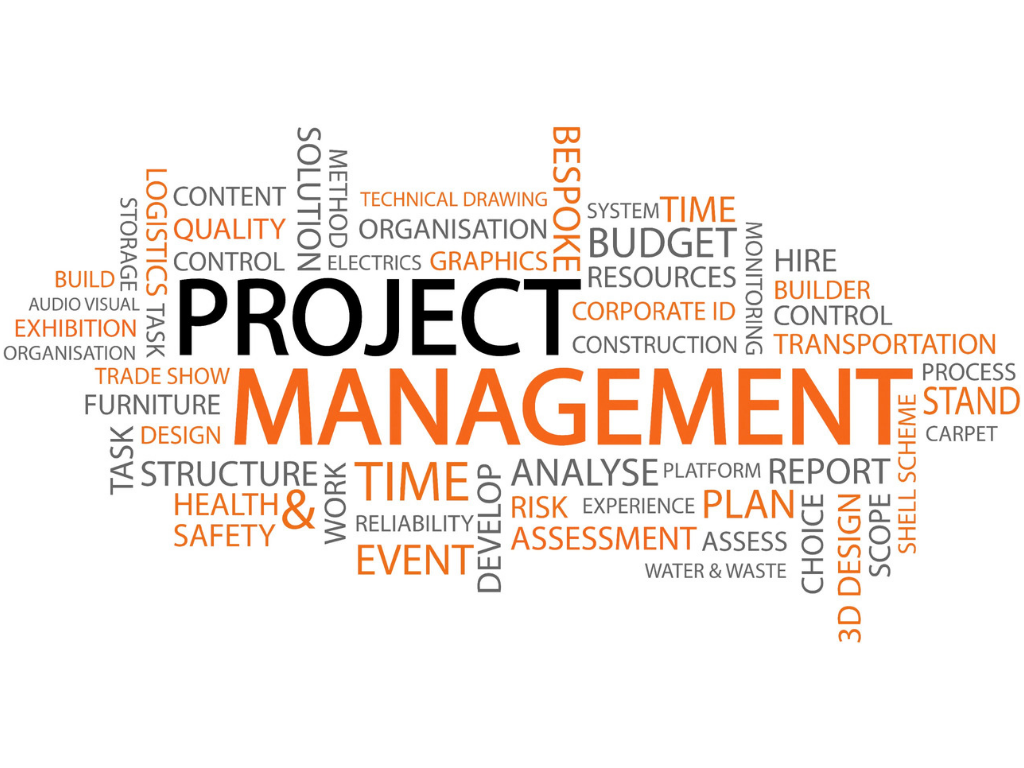 SOLUTION
METHOD
BESPOKE
LOGISTICS
STORAGE
CONTENT
TECHNICAL DRAWING
SYSTEM
TIME
QUALITY
ORGANISATION
BUDGET
MONITORING
CONTROL
ELECTRICS
GRAPHICS
RESOURCES
HIRE
BUILD
BUILDER
AUDIO VISUAL
TASK
PROJECT
CORPORATE ID
CONTROL
EXHIBITION
CONSTRUCTION
TRANSPORTATION
ORGANISATION
TRADE SHOW
MANAGEMENT
PROCESS
FURNITURE
STAND
TASK
DESIGN
CARPET
SHELL SCHEME
STRUCTURE
WORK
TIME
DEVELOP
ANALYSE
PLATFORM
REPORT
HEALTH &
SAFETY
RELIABILITY
RISK
ASSESSMENT
EXPERIENCE
PLAN
CHOICE
3D DESIGN
SCOPE
EVENT
ASSESS
WATER & WASTE